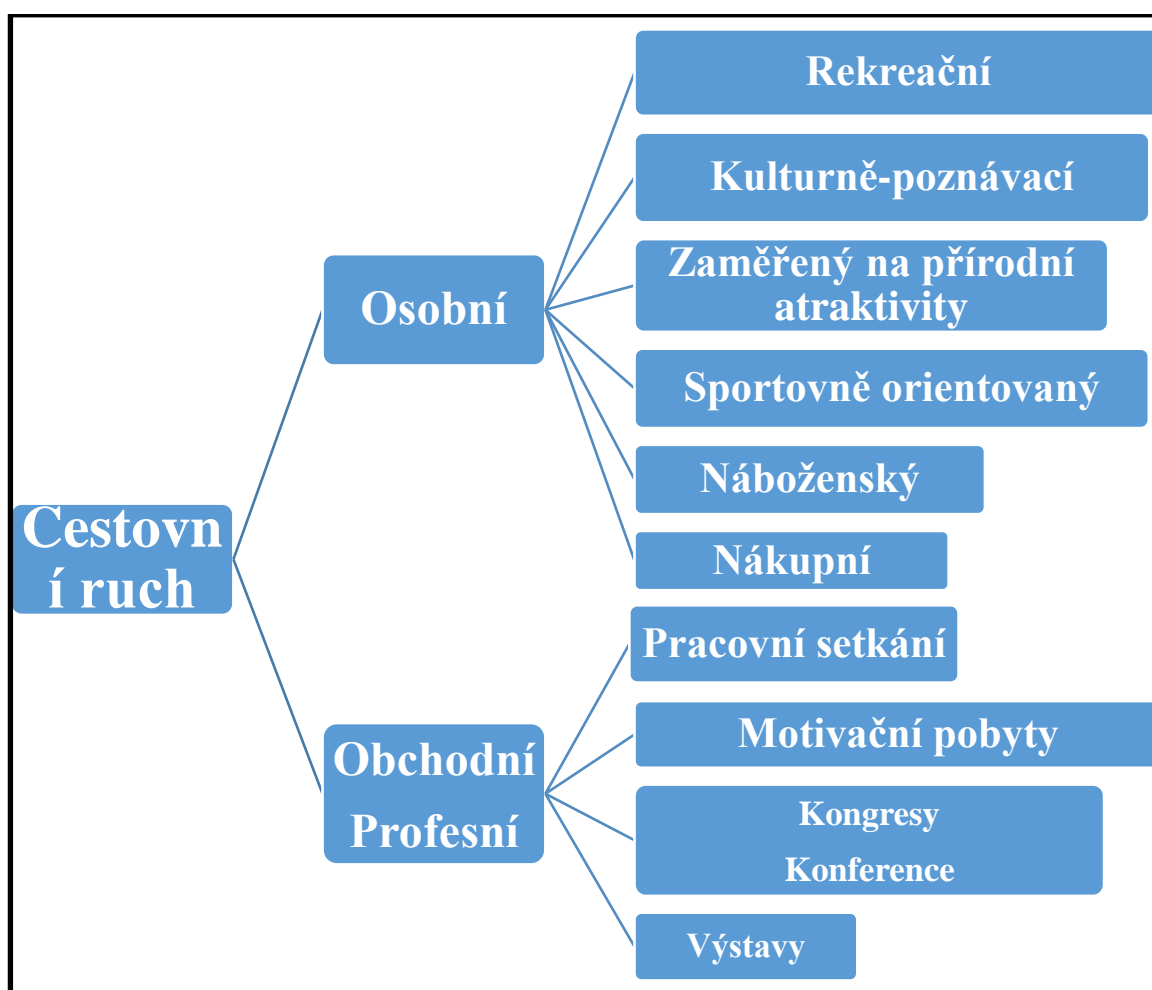 Cestovn
í ruch
Osobní
Rekreační
Kulturně-poznávací
Zaměřený na přírodní
atraktivity
Sportovně orientovaný
Náboženský
Nákupní
Obchodní
Profesní
Pracovní setkání
Motivační pobyty
Kongresy
Konference
Výstavy